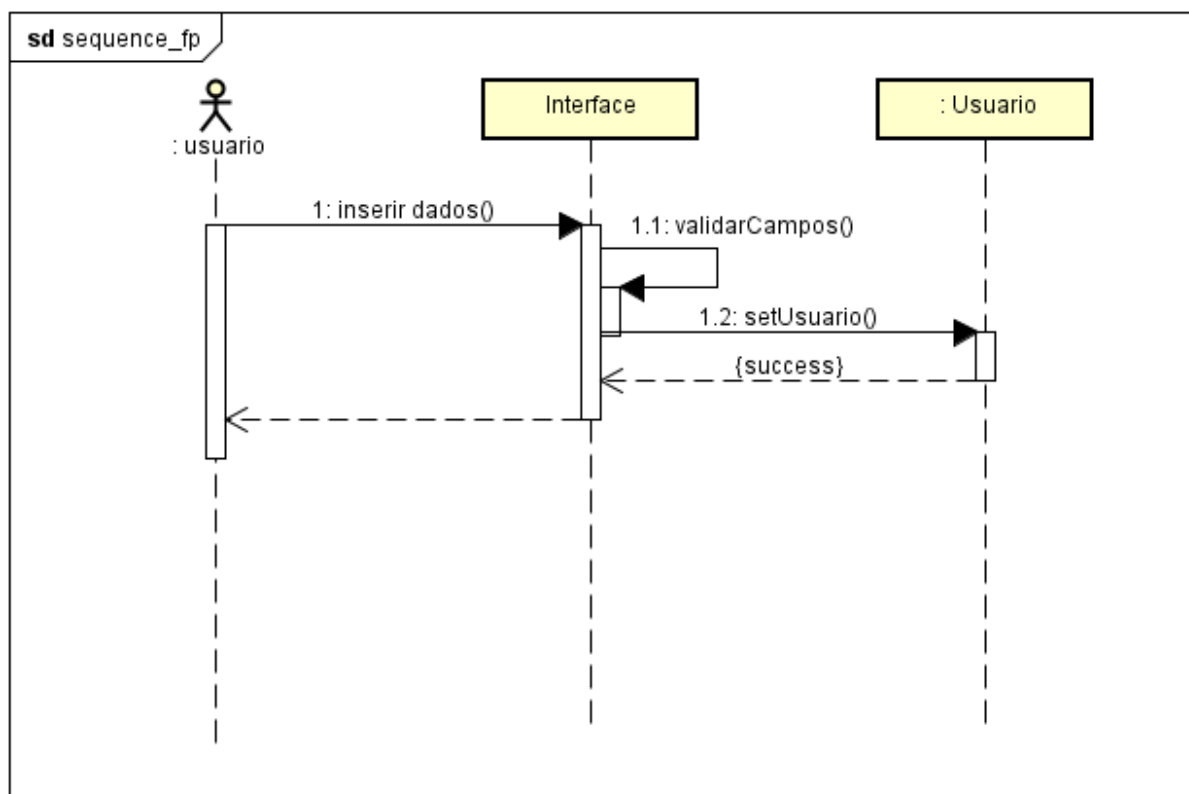 sd sequence_fp
: usuario
Interface
: Usuario
1: inserir dados()
1.1: validarCampos()
1.2: setUsuario()
{success}